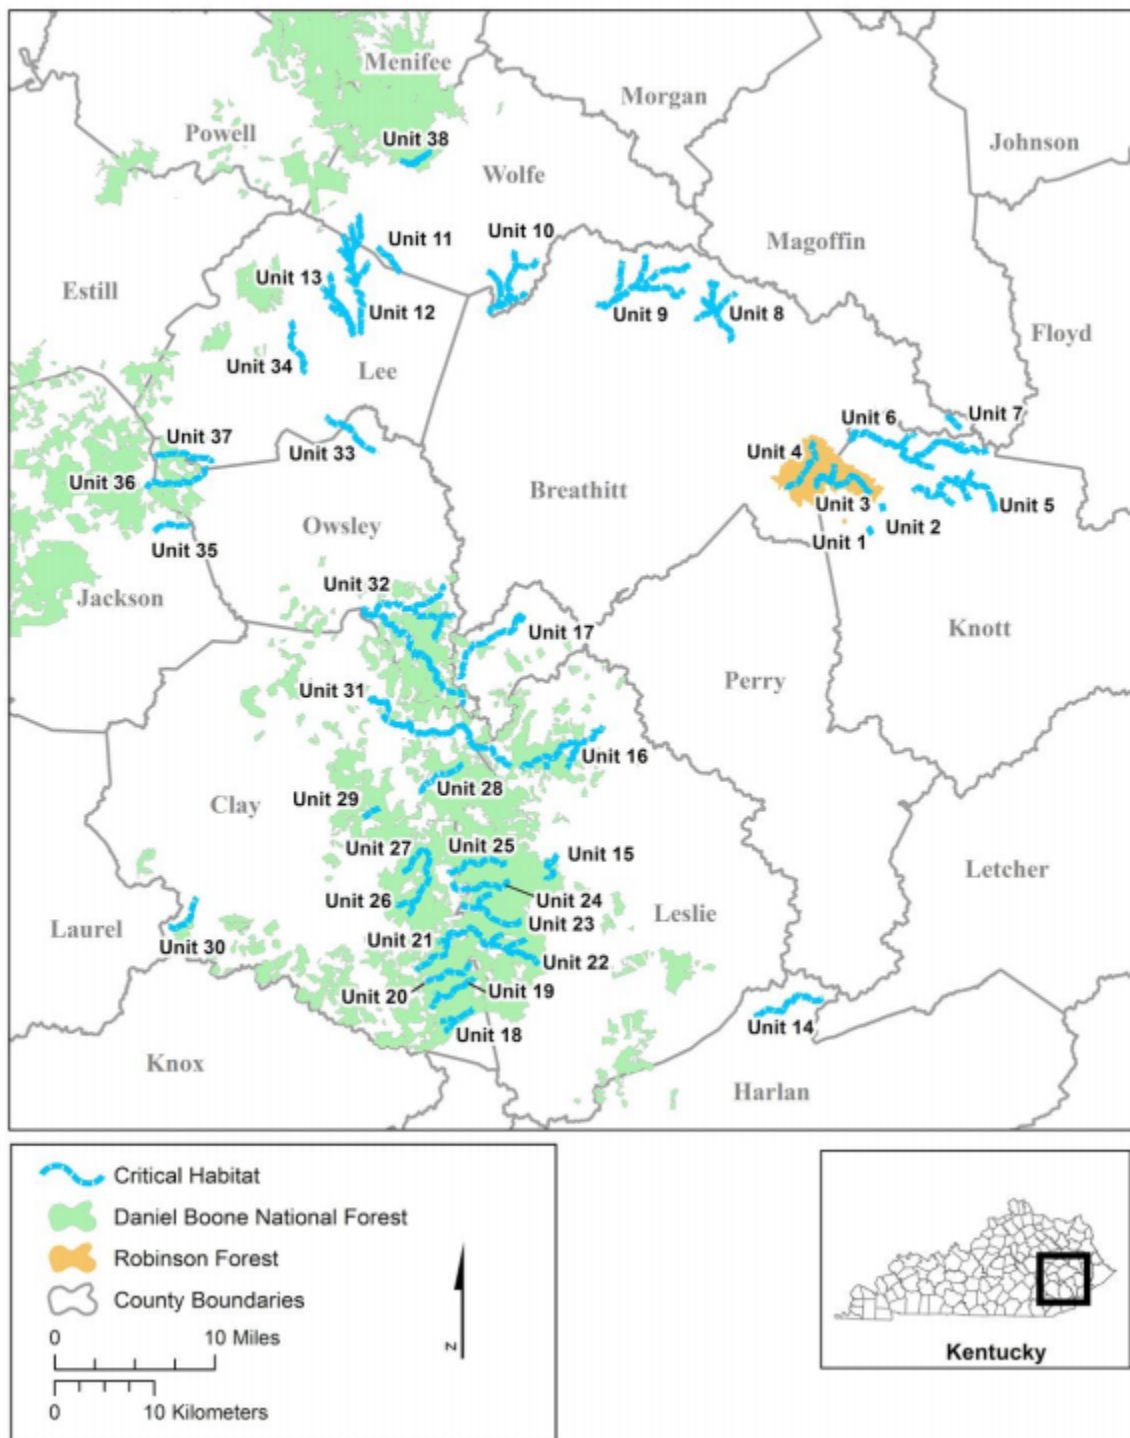 Menifee
Morgan
Powell
Unit 38
Johnson
Wolfe
Unit 11
Unit 10
Magoffin
Unit 13
Estill
Unit 12
Unit 9
Unit 8
Floyd
Unit 34
Lee
Unit 6
Unit 7
Unit 37
Unit 33
Unit 4
Unit 36
Breathitt
Unit 3
Unit 5
Unit 2
Owsley
Unit 1
Unit 35
Unit 32
Jackson
Unit 17
Knott
Perry
Unit 31
Unit 16
Unit 28
Unit 29
Clay
Unit 27
Unit 25
Unit 15
Letcher
Unit 26
Unit 24
Leslie
Unit 23
Laurel
Unit 21
Unit 30
Unit 22
Unit 20
Unit 19
Unit 14
Unit 18
Knox
Harlan
Critical Habitat
Daniel Boone National Forest
Robinson Forest
County Boundaries
0 10 Miles
0 10 Kilometers
N
Kentucky